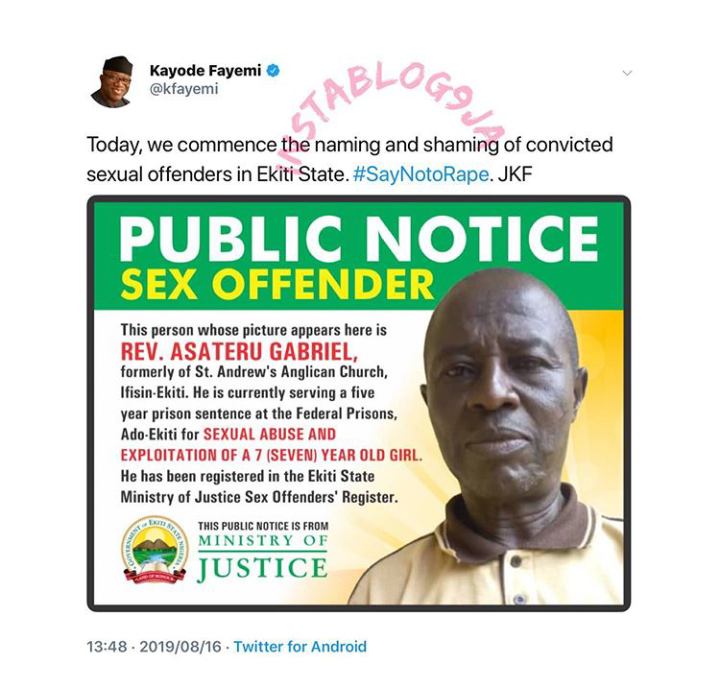 Kayode Fayemi
@kfayemi
INSTABLOG9JA
Today, we commence the naming and shaming of convicted
sexual offenders in Ekiti State. #SayNotoRape. JKF
PUBLIC NOTICE
SEX OFFENDER
This person whose picture appears here is
REV. ASATERU GABRIEL,
formerly of St. Andrew's Anglican Church,
Ifisin-Ekiti. He is currently serving a five
year prison sentence at the Federal Prisons,
Ado-Ekiti for SEXUAL ABUSE AND
EXPLOITATION OF A 7 (SEVEN) YEAR OLD GIRL.
He has been registered in the Ekiti State
Ministry of Justice Sex Offenders' Register.
GOVERNMENT OF EKITI STATE NIGERIA
LAND OF HONOUR
THIS PUBLIC NOTICE IS FROM
MINISTRY OF
JUSTICE
13:48 · 2019/08/16 · Twitter for Android